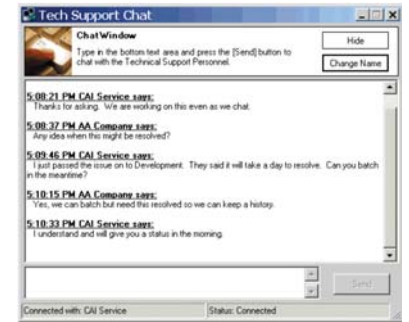 Tech Support Chat
ChatWindow
Type in the bottom text area and press the [Send] button to
chat with the Technical Support Personnel.
Hide
Change Name
5:08:21 PM CAI Service says:
Thanks for asking. We are working on this even as we chat.
5:08:37 PM AA Company says:
Any idea when this might be resolved?
5:09:46 PM CAI Service says:
I just passed the issue on to Development. They said it will take a day to resolve. Can you batch
in the meantime?
5:10:15 PM AA Company says:
Yes, we can batch but need this resolved so we can keep a history.
5:10:33 PM CAI Service says:
I understand and will give you a status in the morning.
Send
Connected with: CAI Service
Status: Connected